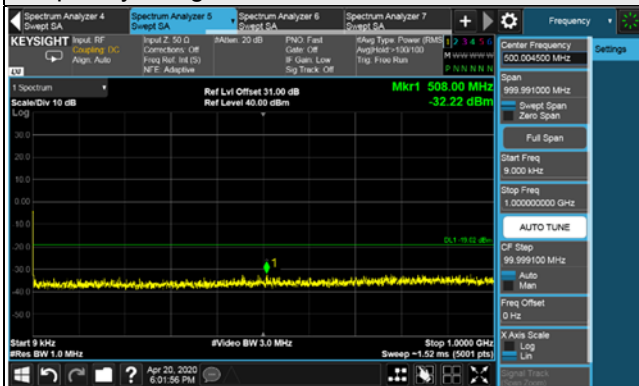 Spectrum Analyzer 4
Swept SA
Spectrum Analyzer 5
Swept SA
Spectrum Analyzer 6
Swept SA
Spectrum Analyzer 7
Swept SA
+
Frequency
KEYSIGHT
Input: RF
Coupling: DC
Align: Auto
Input Z: 50 Ω
Corrections: Off
Freq Ref: Int (S)
NFE: Adaptive
#Atten: 20 dB
PNO: Fast
Gate: Off
IF Gain: Low
Sig Track: Off
#Avg Type: Power (RMS
Avg|Hold:>100/100
Trig: Free Run
1 2 3 4 5 6
M W W W W W
P N N N N N
LW
1 Spectrum
Scale/Div 10 dB
Log
Ref Lvl Offset 31.00 dB
Ref Level 40.00 dBm
Mkr1 508.00 MHz
-32.22 dBm
30.0
20.0
10.0
0.00
-10.0
-20.0
-30.0
-40.0
-50.0
DL1 -19.02 dBm
1
Start 9 kHz
#Res BW 1.0 MHz
#Video BW 3.0 MHz
Stop 1.0000 GHz
Sweep ~1.52 ms (5001 pts)
Apr 20, 2020
6:01:56 PM
Center Frequency
500.004500 MHz
Settings
Span
999.991000 MHz
Swept Span
Zero Span
Full Span
Start Freq
9.000 kHz
Stop Freq
1.000000000 GHz
AUTO TUNE
CF Step
99.999100 MHz
Auto
Man
Freq Offset
0 Hz
X Axis Scale
Log
Lin
Signal Track
(Span Zoom)